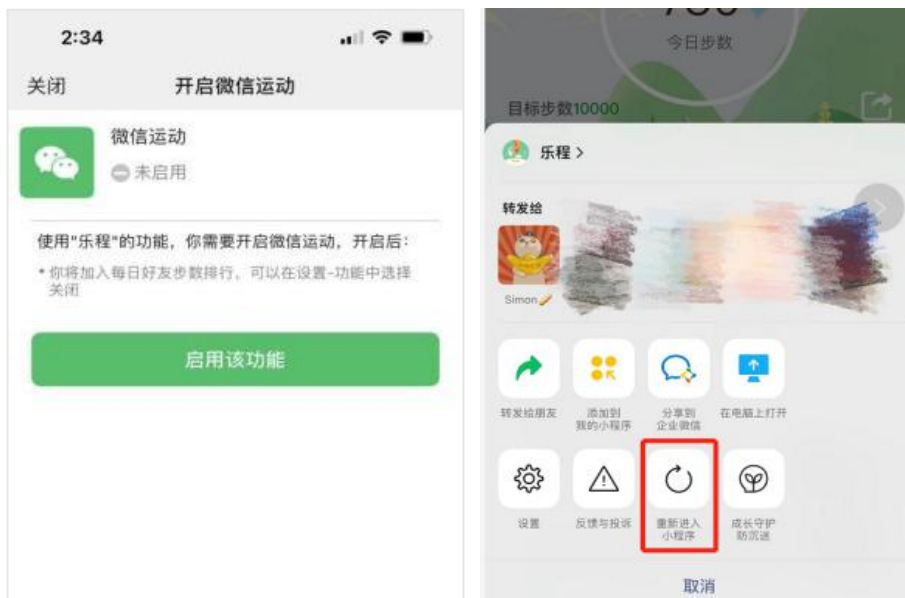 2:34
关闭
开启微信运动
微信运动
未启用
使用"乐程"的功能，你需要开启微信运动，开启后：
* 你将加入每日好友步数排行，可以在设置-功能中选择
关闭
启用该功能
今日步数
目标步数10000
乐程 >
转发给
Simon
转发给朋友
添加到
我的小程序
分享到
企业微信
在电脑上打开
设置
反馈与投诉
重新进入
小程序
成长守护
防沉迷
取消